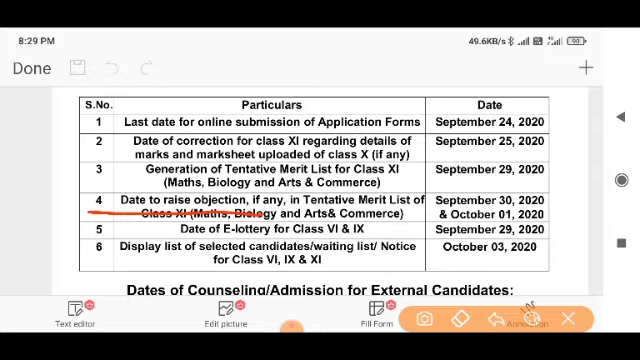 8:29 PM 49.6KB/s 90
Done
S.No. Particulars Date
1 Last date for online submission of Application Forms September 24, 2020
2 Date of correction for class XI regarding details of marks and marksheet uploaded of class X (if any) September 25, 2020
3 Generation of Tentative Merit List for Class XI (Maths, Biology and Arts & Commerce) September 29, 2020
4 Date to raise objection, if any, in Tentative Merit List of Class XI (Maths, Biology and Arts& Commerce) September 30, 2020 & October 01, 2020
5 Date of E-lottery for Class VI & IX September 29, 2020
6 Display list of selected candidates/waiting list/ Notice for Class VI, IX & XI October 03, 2020
Dates of Counseling/Admission for External Candidates:
Text editor Edit picture Fill Form Annotation